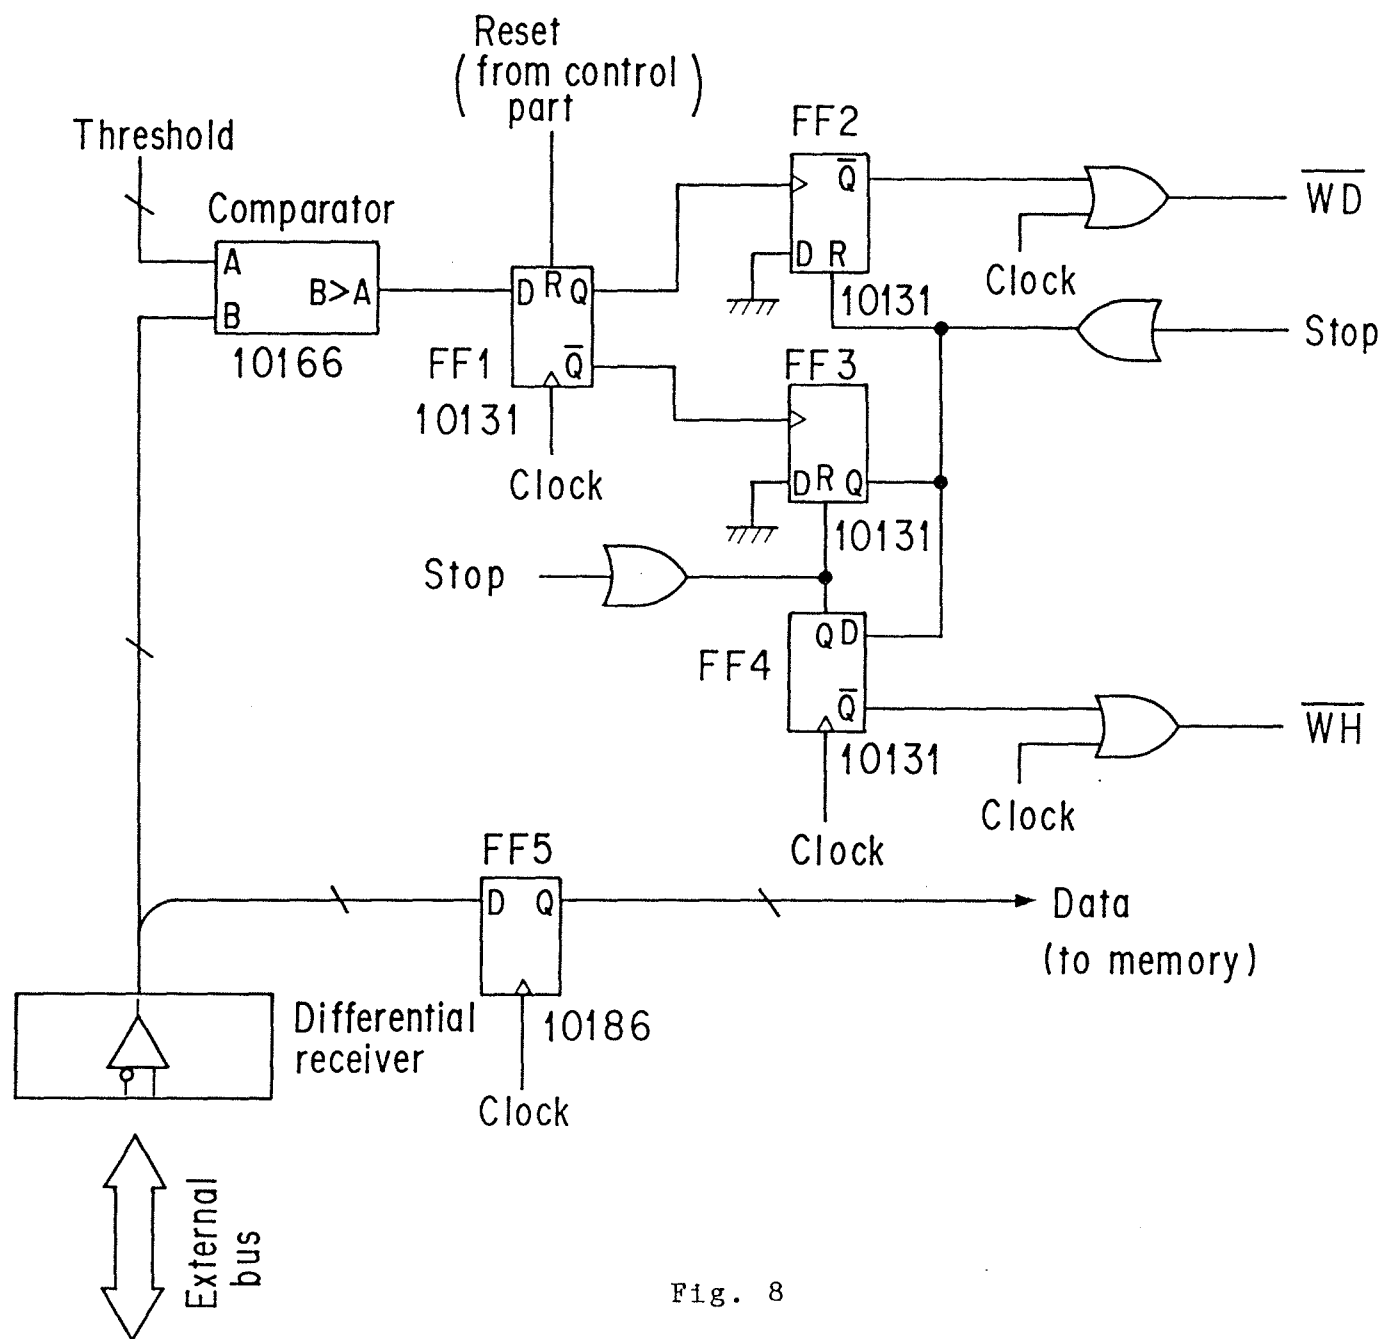 Reset
(from control)
part
Threshold
Comparator
A
B>A
B
10166
D R Q
Q̅
FF1
10131
Clock
FF2
Q̅
D R
10131
WD̅
Clock
Stop
FF3
D R Q
10131
Stop
Q D
FF4
Q̅
10131
WH̅
Clock
Clock
FF5
D Q
10186
Clock
Data
(to memory)
Differential
receiver
External
bus
Fig. 8